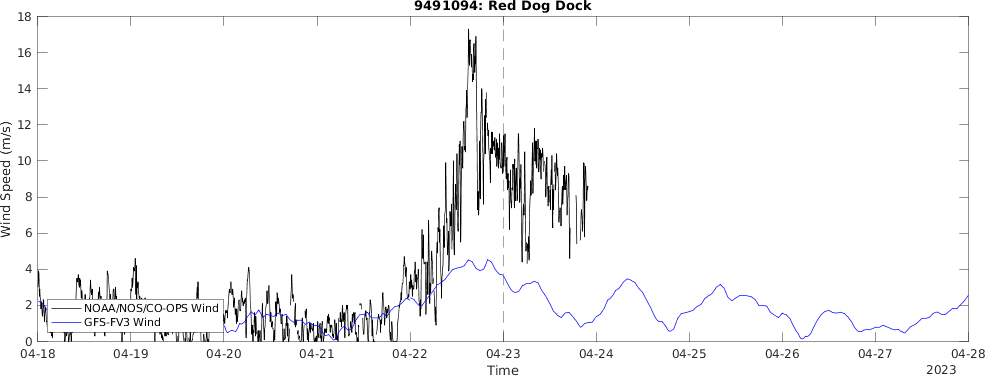 9491094: Red Dog Dock
18
16
14
12
10
8
6
4
2
0
Wind Speed (m/s)
NOAA/NOS/CO-OPS Wind
GFS-FV3 Wind
04-18 04-19 04-20 04-21 04-22 04-23 04-24 04-25 04-26 04-27 04-28
Time 2023